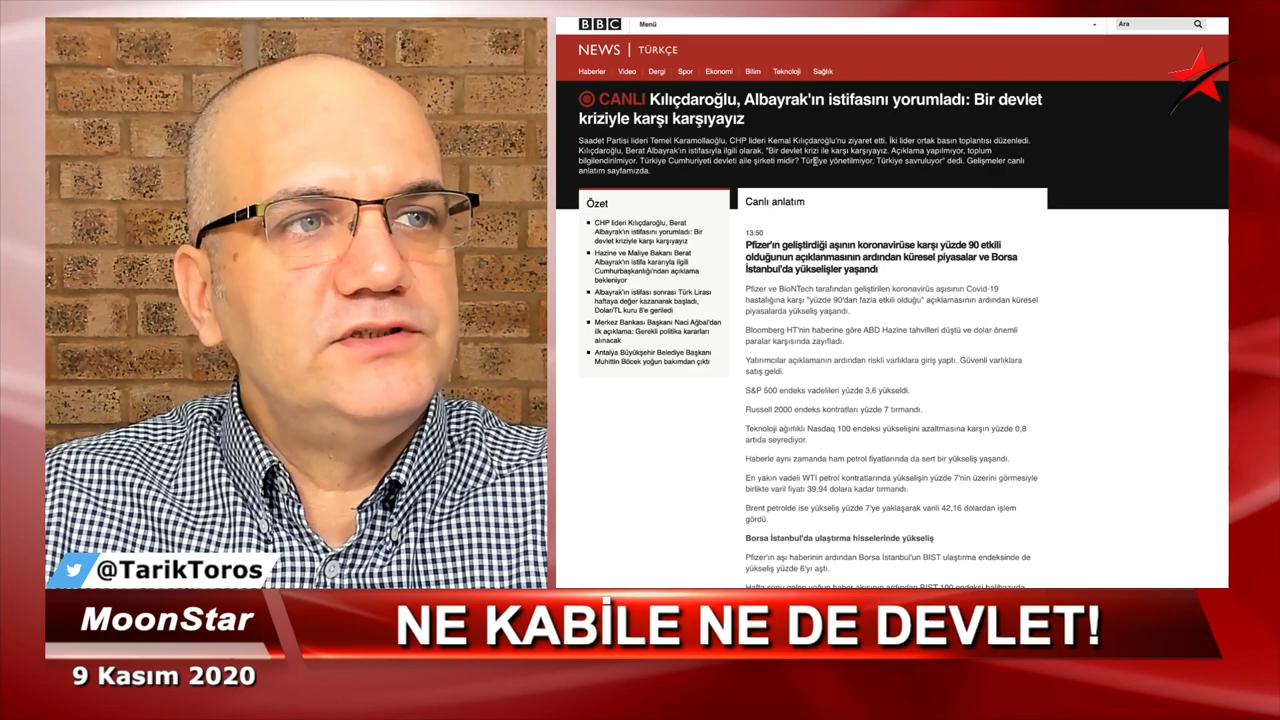 BBC
Menü
Ara
NEWS | TÜRKÇE
Haberler Video Dergi Spor Ekonomi Bilim Teknoloji Sağlık
CANLI Kılıçdaroğlu, Albayrak'ın istifasını yorumladı: Bir devlet
kriziyle karşı karşıyayız
Saadet Partisi lideri Temel Karamollaoğlu, CHP lideri Kemal Kılıçdaroğlu'nu ziyaret etti. İki lider ortak basın toplantısı düzenledi.
Kılıçdaroğlu, Berat Albayrak'ın istifasıyla ilgili olarak, "Bir devlet krizi ile karşı karşıyayız. Açıklama yapılmıyor, toplum
bilgilendirilmiyor. Türkiye Cumhuriyeti devleti aile şirketi midir? Türkiye yönetilmiyor, Türkiye savruluyor" dedi. Gelişmeler canlı
anlatım sayfamızda.
Özet
CHP lideri Kılıçdaroğlu, Berat
Albayrak'ın istifasını yorumladı: Bir
devlet kriziyle karşı karşıyayız
Hazine ve Maliye Bakanı Berat
Albayrak'ın istifa kararıyla ilgili
Cumhurbaşkanlığı'ndan açıklama
bekleniyor
Albayrak'ın istifası sonrası Türk Lirası
haftaya değer kazanarak başladı,
Dolar/TL kuru 8'e geriledi
Merkez Bankası Başkanı Naci Ağbal'dan
ilk açıklama: Gerekli politika kararları
alınacak
Antalya Büyükşehir Belediye Başkanı
Muhittin Böcek yoğun bakımdan çıktı
Canlı anlatım
13:50
Pfizer'ın geliştirdiği aşının koronavirüse karşı yüzde 90 etkili
olduğunun açıklanmasının ardından küresel piyasalar ve Borsa
İstanbul'da yükselişler yaşandı
Pfizer ve BioNTech tarafından geliştirilen koronavirüs aşısının Covid-19
hastalığına karşı "yüzde 90'dan fazla etkili olduğu" açıklamasının ardından küresel
piyasalarda yükseliş yaşandı.
Bloomberg HT'nin haberine göre ABD Hazine tahvilleri düştü ve dolar önemli
paralar karşısında zayıfladı.
Yatırımcılar açıklamanın ardından riskli varlıklara giriş yaptı. Güvenli varlıklara
satış geldi.
S&P 500 endeks vadelileri yüzde 3,6 yükseldi.
Russell 2000 endeks kontratları yüzde 7 tırmandı.
Teknoloji ağırlıklı Nasdaq 100 endeksi yükselişini azaltmasına karşın yüzde 0,8
artıda seyrediyor.
Haberle aynı zamanda ham petrol fiyatlarında da sert bir yükseliş yaşandı.
En yakın vadeli WTI petrol kontratlarında yükselişin yüzde 7'nin üzerini görmesiyle
birlikte varil fiyatı 39,94 dolara kadar tırmandı.
Brent petrolde ise yükseliş yüzde 7'ye yaklaşarak varili 42,16 dolardan işlem
gördü.
Borsa İstanbul'da ulaştırma hisselerinde yükseliş
Pfizer'ın aşı haberinin ardından Borsa İstanbul'un BIST ulaştırma endeksinde de
yükseliş yüzde 6'yı aştı.
@TarikToros
MoonStar
NE KABİLE NE DE DEVLET!
9 Kasım 2020